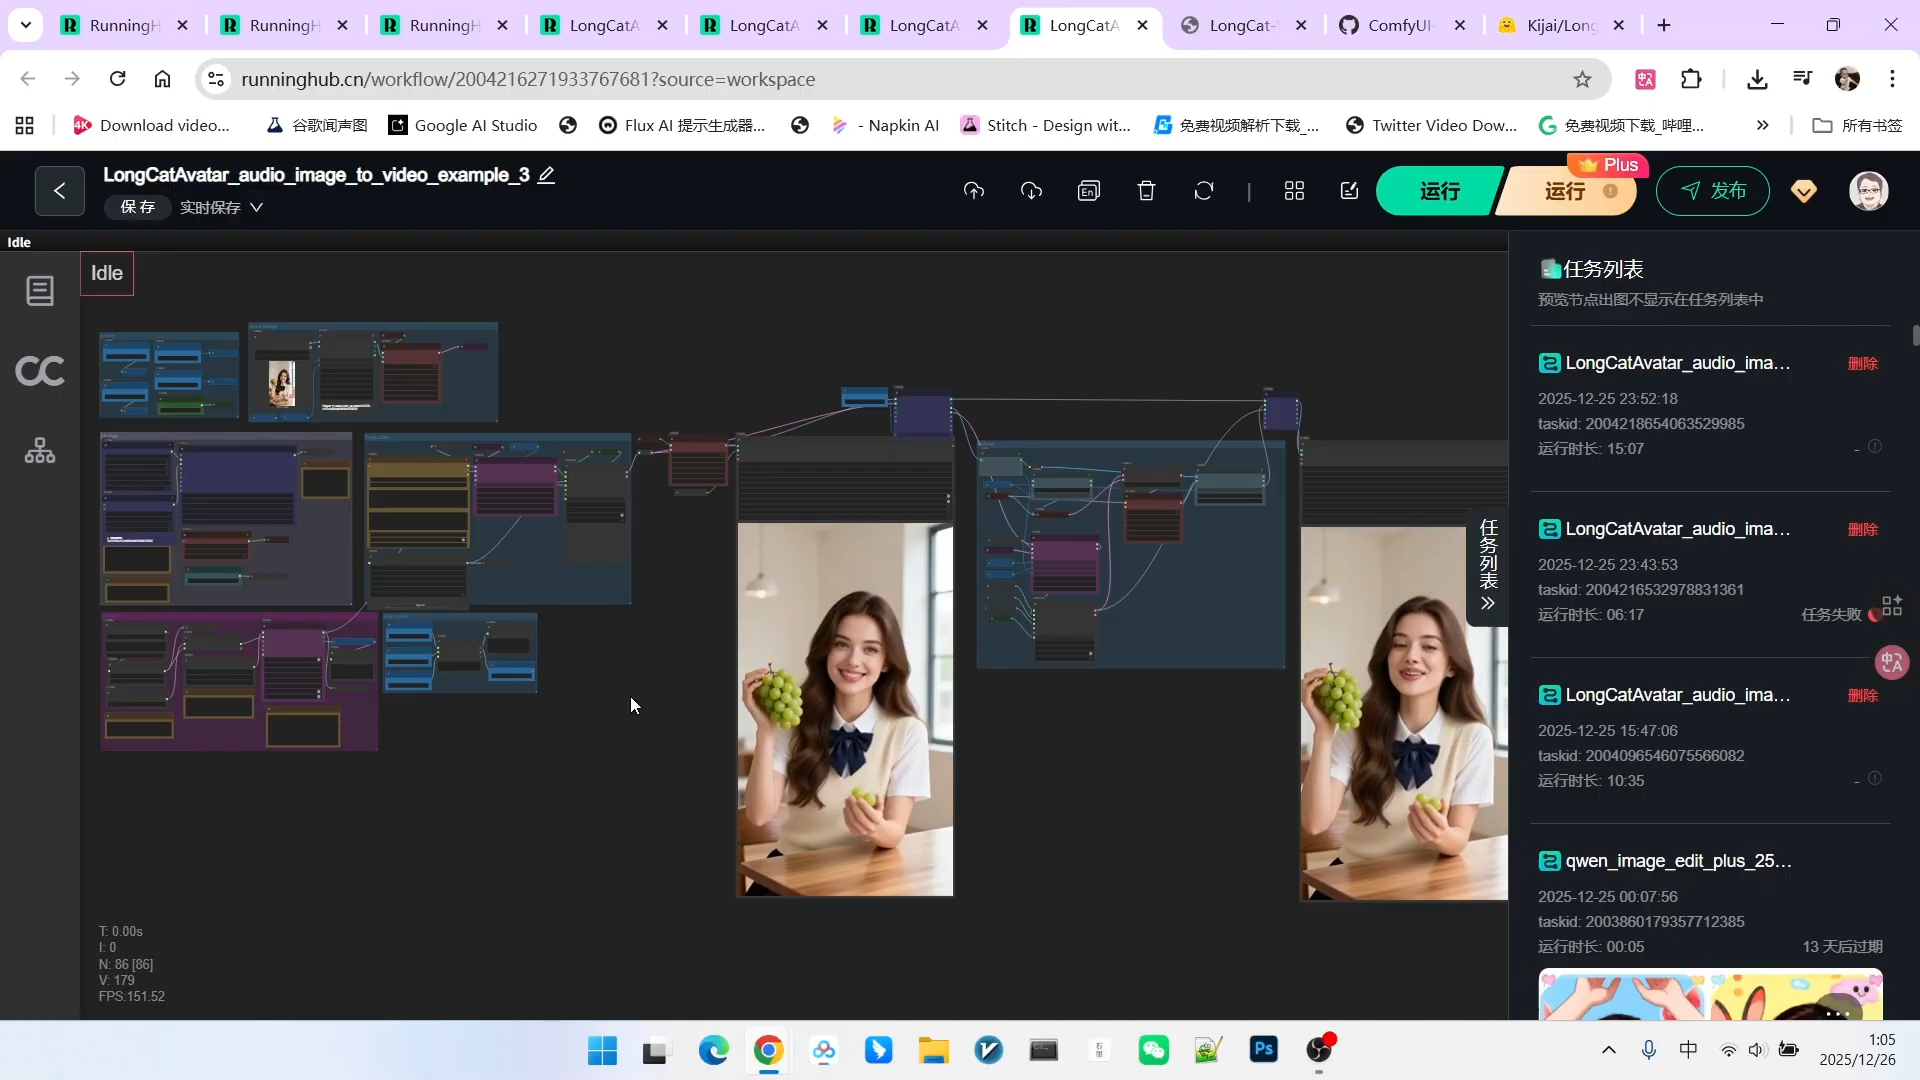 RunningH
RunningH
RunningH
LongCatA
LongCatA
LongCatA
LongCatA
LongCat-
ComfyUI-
Kijai/Long
runninghub.cn/workflow/2004216271933767681?source=workspace
Download video...
谷歌闻声图
Google AI Studio
Flux AI 提示生成器...
- Napkin AI
Stitch - Design wit...
免费视频解析下载_...
Twitter Video Dow...
免费视频下载_哔哩...
所有书签
LongCatAvatar_audio_image_to_video_example_3
保存
实时保存
En
运行
运行
Plus
发布
Idle
Idle
CC
任务列表
T: 0.00s
I: 0
N: 86 [86]
V: 179
FPS:151.52
任务列表
预览节点出图不显示在任务列表中
LongCatAvatar_audio_ima...
删除
2025-12-25 23:52:18
taskid: 2004218654063529985
运行时长: 15:07
-
LongCatAvatar_audio_ima...
删除
2025-12-25 23:43:53
taskid: 2004216532978831361
运行时长: 06:17
任务失败
LongCatAvatar_audio_ima...
删除
2025-12-25 15:47:06
taskid: 2004096546075566082
运行时长: 10:35
-
qwen_image_edit_plus_25...
2025-12-25 00:07:56
taskid: 2003860179357712385
运行时长: 00:05
13 天后过期
Ps
中
1:05
2025/12/26